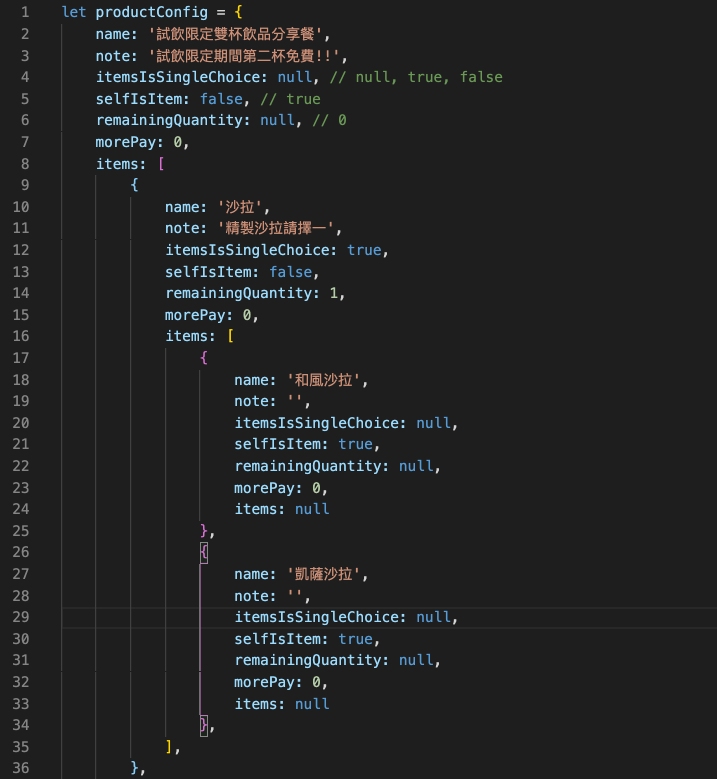 1 let productConfig = {
2 name: '試飲限定雙杯飲品分享餐',
3 note: '試飲限定期間第二杯免費!!',
4 itemsIsSingleChoice: null, // null, true, false
5 selfIsItem: false, // true
6 remainingQuantity: null, // 0
7 morePay: 0,
8 items: [
9 {
10 name: '沙拉',
11 note: '精製沙拉請擇一',
12 itemsIsSingleChoice: true,
13 selfIsItem: false,
14 remainingQuantity: 1,
15 morePay: 0,
16 items: [
17 {
18 name: '和風沙拉',
19 note: '',
20 itemsIsSingleChoice: null,
21 selfIsItem: true,
22 remainingQuantity: null,
23 morePay: 0,
24 items: null
25 },
26 {
27 name: '凱薩沙拉',
28 note: '',
29 itemsIsSingleChoice: null,
30 selfIsItem: true,
31 remainingQuantity: null,
32 morePay: 0,
33 items: null
34 },
35 ],
36 },